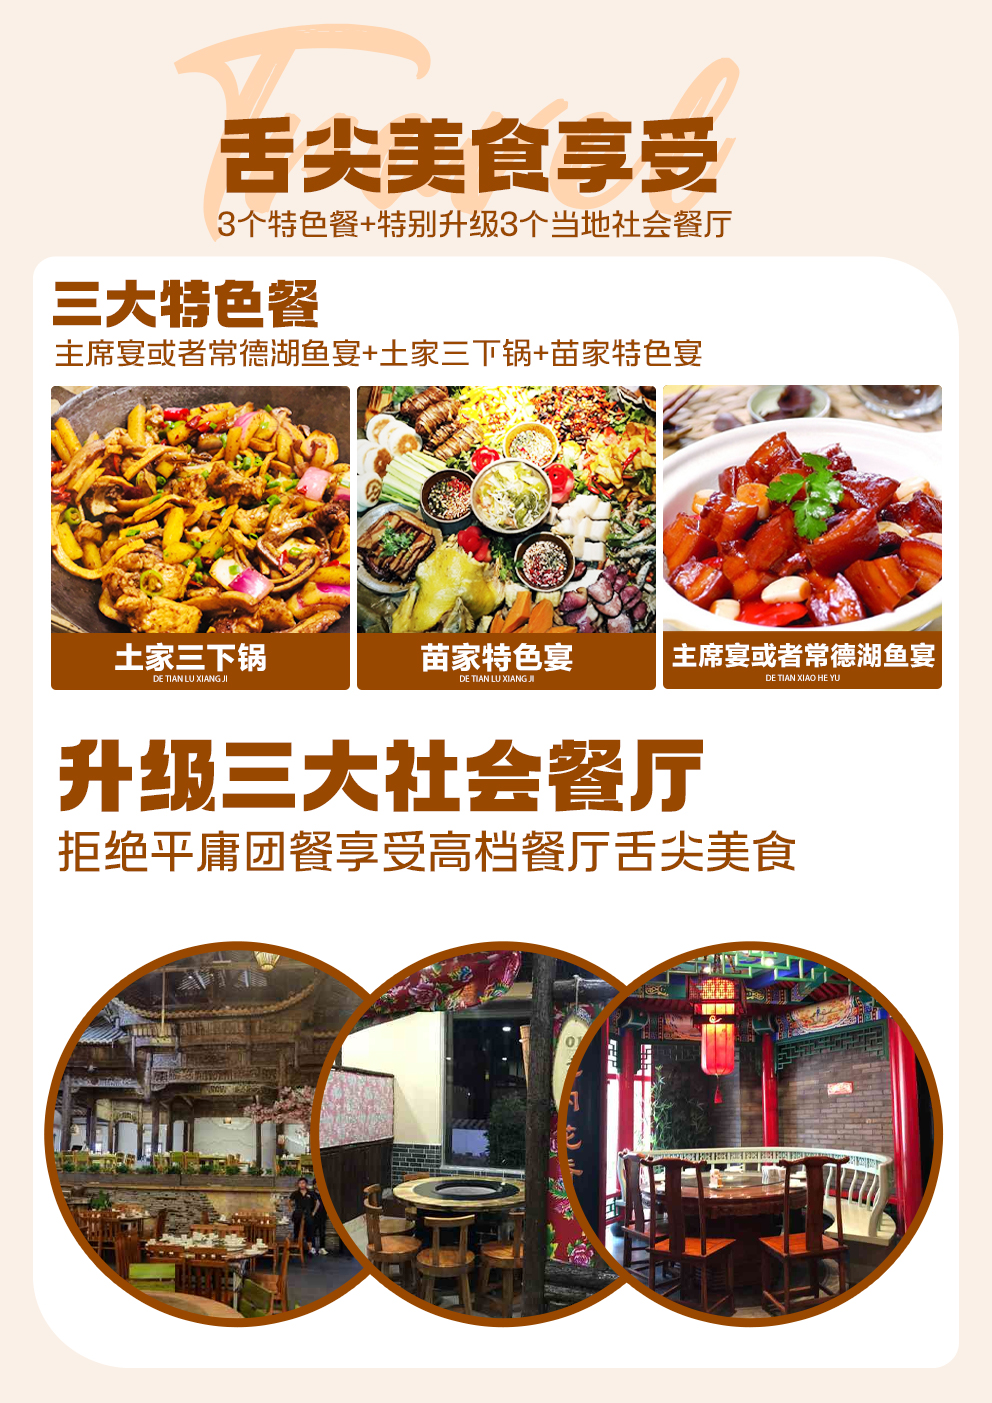 Travel
舌尖美食享受
3个特色餐+特别升级3个当地社会餐厅
三大特色餐
主席宴或者常德湖鱼宴+土家三下锅+苗家特色宴
土家三下锅
DE TIAN LU XIANG JI
苗家特色宴
DE TIAN LU XIANG JI
主席宴或者常德湖鱼宴
DE TIAN XIAO HE YU
升级三大社会餐厅
拒绝平庸团餐享受高档餐厅舌尖美食